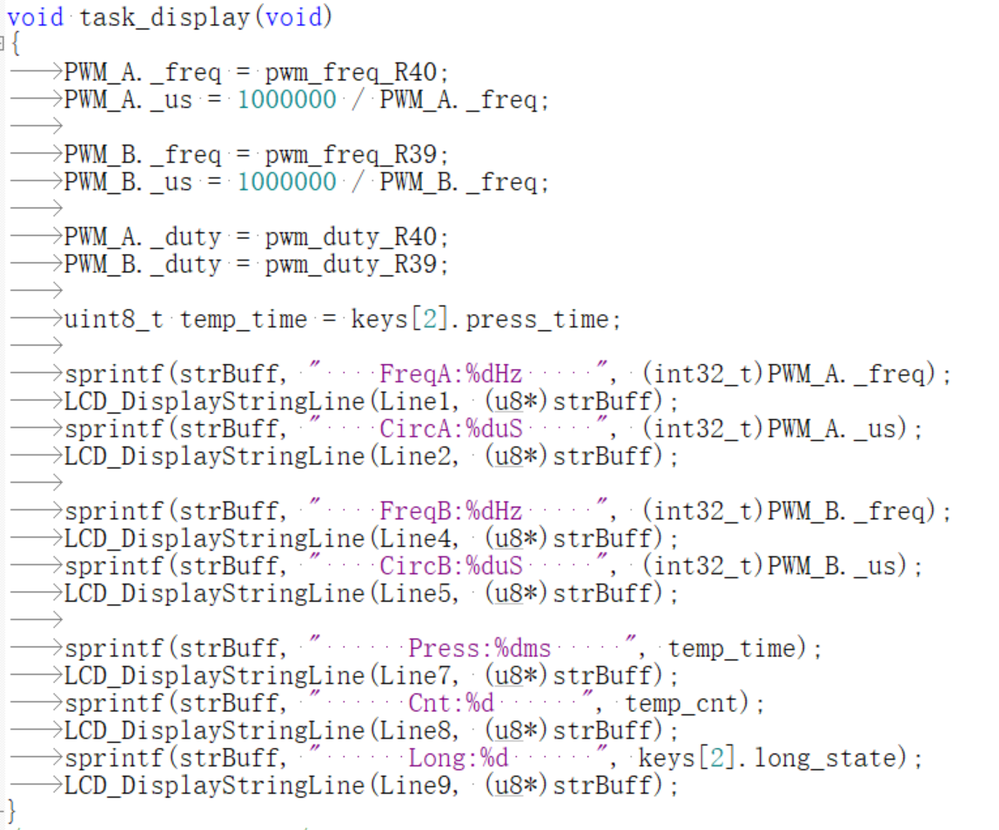 void task_display(void)
{
PWM_A._freq = pwm_freq_R40;
PWM_A._us = 1000000 / PWM_A._freq;
PWM_B._freq = pwm_freq_R39;
PWM_B._us = 1000000 / PWM_B._freq;
PWM_A._duty = pwm_duty_R40;
PWM_B._duty = pwm_duty_R39;
uint8_t temp_time = keys[2].press_time;
sprintf(strBuff, "    FreqA:%dHz     ", (int32_t)PWM_A._freq);
LCD_DisplayStringLine(Line1, (u8*)strBuff);
sprintf(strBuff, "    CircA:%duS     ", (int32_t)PWM_A._us);
LCD_DisplayStringLine(Line2, (u8*)strBuff);
sprintf(strBuff, "    FreqB:%dHz     ", (int32_t)PWM_B._freq);
LCD_DisplayStringLine(Line4, (u8*)strBuff);
sprintf(strBuff, "    CircB:%duS     ", (int32_t)PWM_B._us);
LCD_DisplayStringLine(Line5, (u8*)strBuff);
sprintf(strBuff, "      Press:%dms     ", temp_time);
LCD_DisplayStringLine(Line7, (u8*)strBuff);
sprintf(strBuff, "      Cnt:%d      ", temp_cnt);
LCD_DisplayStringLine(Line8, (u8*)strBuff);
sprintf(strBuff, "      Long:%d      ", keys[2].long_state);
LCD_DisplayStringLine(Line9, (u8*)strBuff);
}